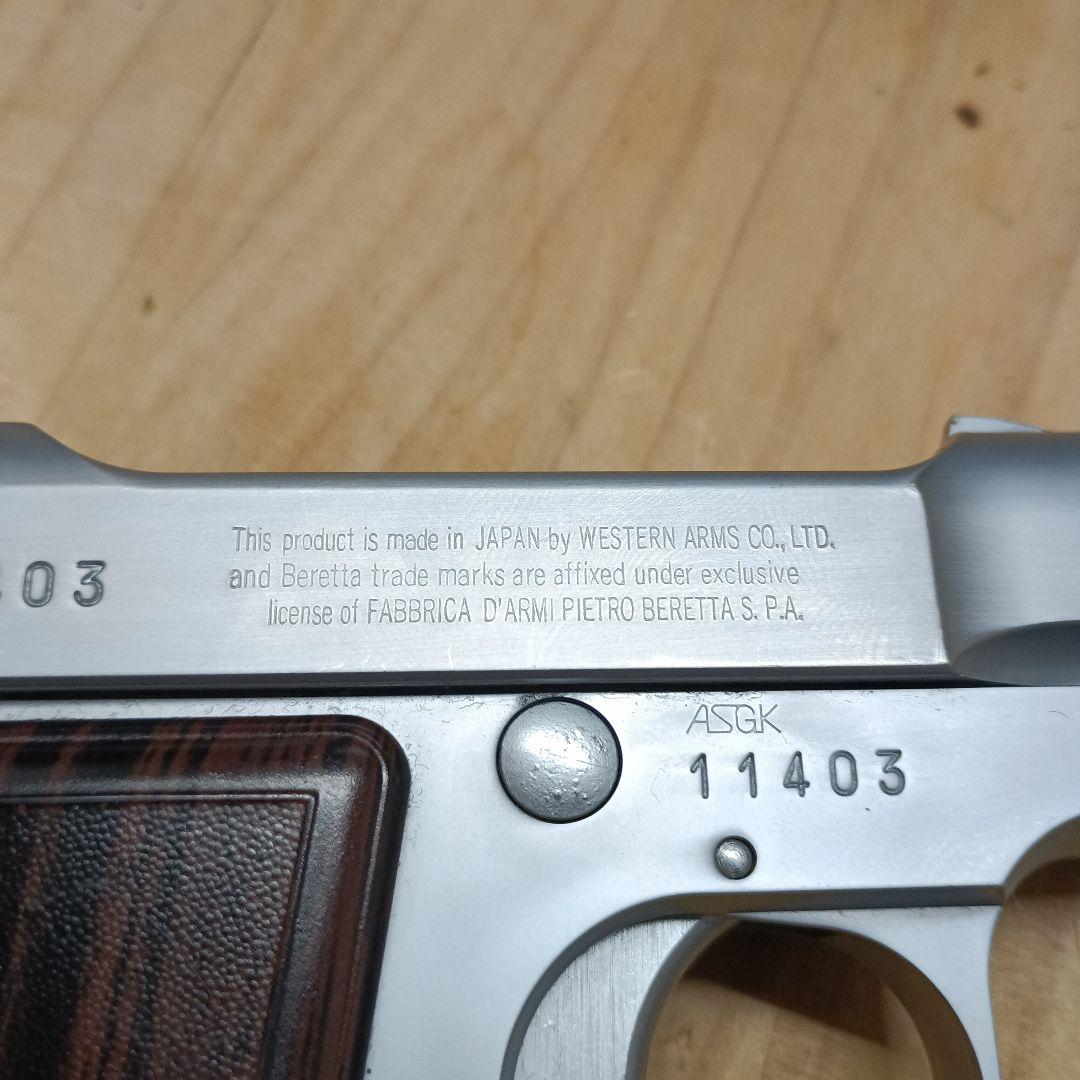 This product is made in JAPAN by WESTERN ARMS CO., LTD.
and Beretta trade marks are affixed under exclusive
license of FABBRICA D'ARMI PIETRO BERETTA S. P.A.
03
ASGK
11403